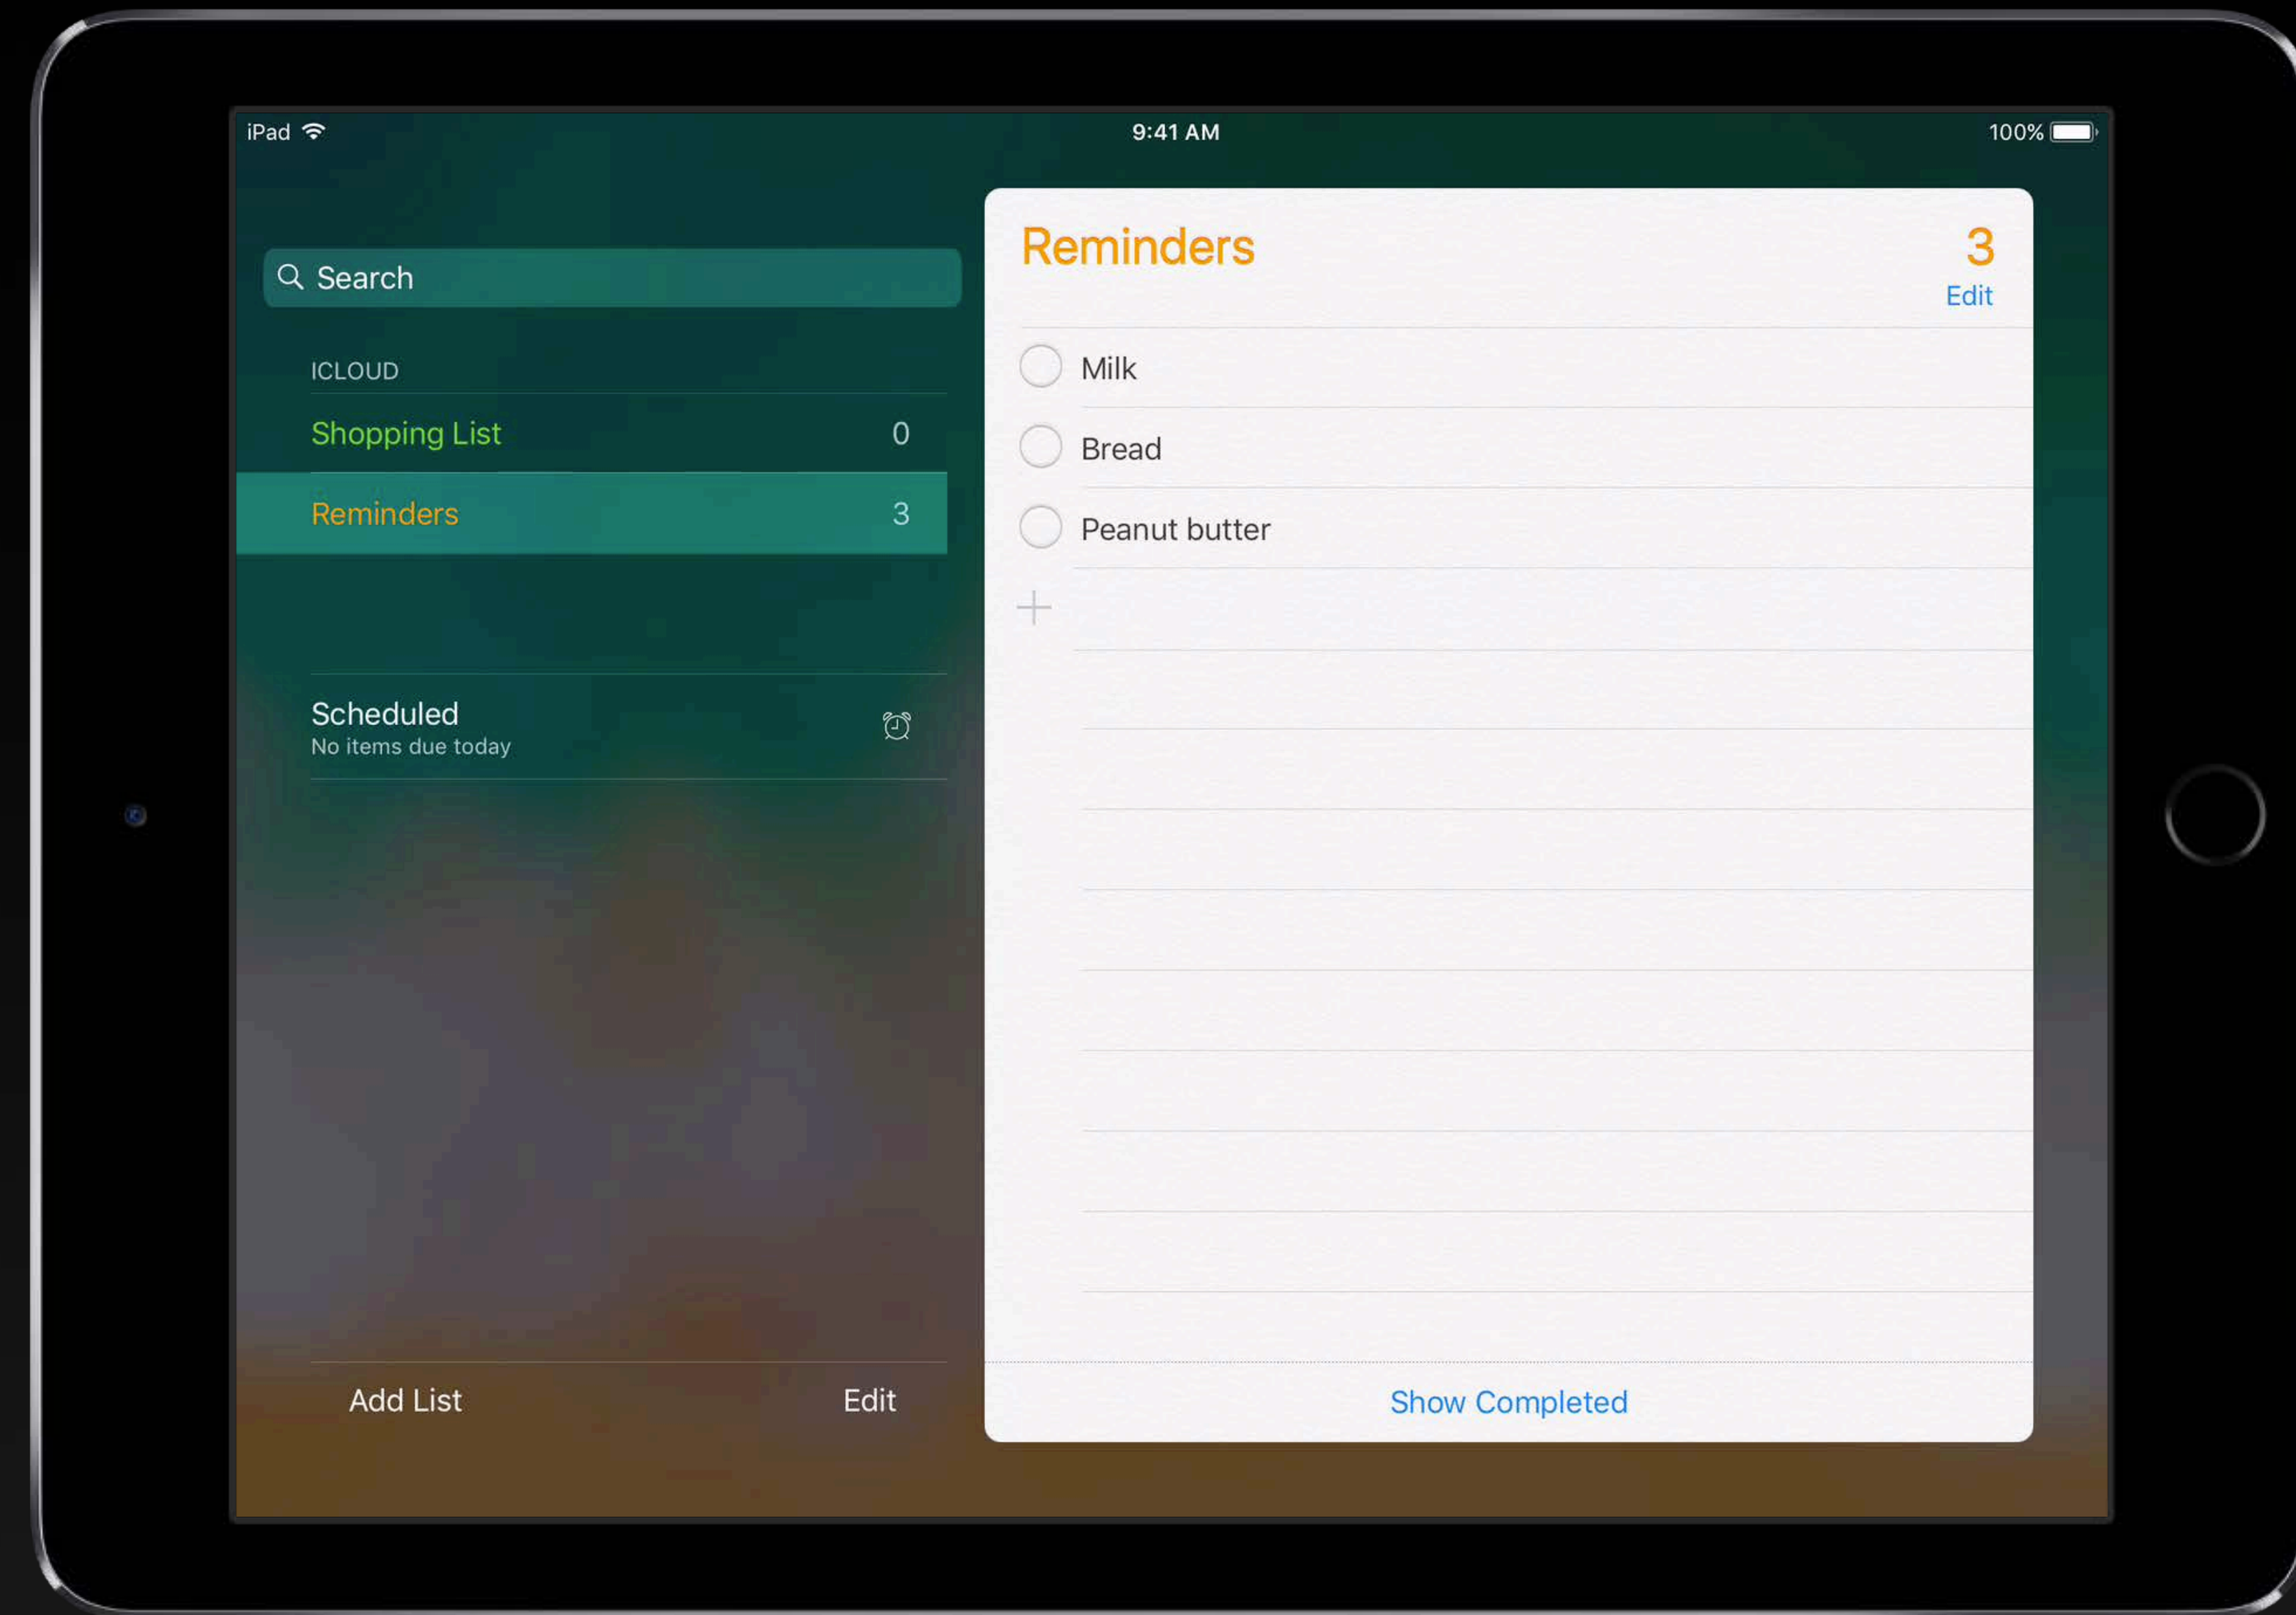 iPad
9:41 AM
100%
Search
ICLOUD
Shopping List 0
Reminders 3
Scheduled
No items due today
Add List
Edit
Reminders
3
Edit
Milk
Bread
Peanut butter
Show Completed